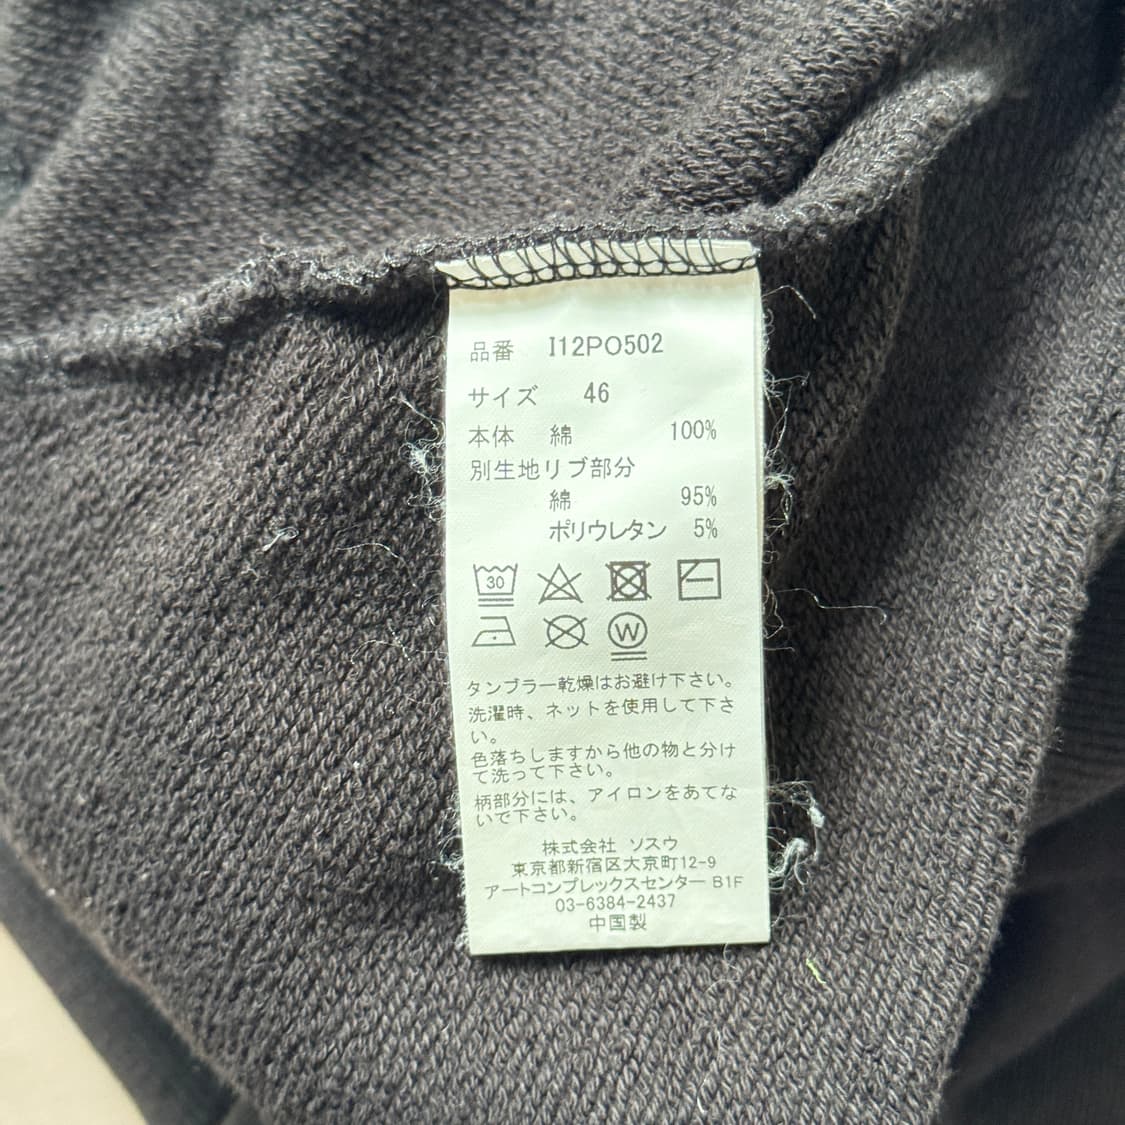 品番 I12PO502
サイズ 46
本体 綿 100%
別生地リブ部分
綿 95%
ポリウレタン 5%
30
W
タンブラー乾燥はお避け下さい。
洗濯時、ネットを使用して下さ
い。
色落ちしますから他の物と分け
て洗って下さい。
柄部分には、アイロンをあてな
いで下さい。
株式会社 ソスウ
東京都新宿区大京町12-9
アートコンプレックスセンター B1F
03-6384-2437
中国製